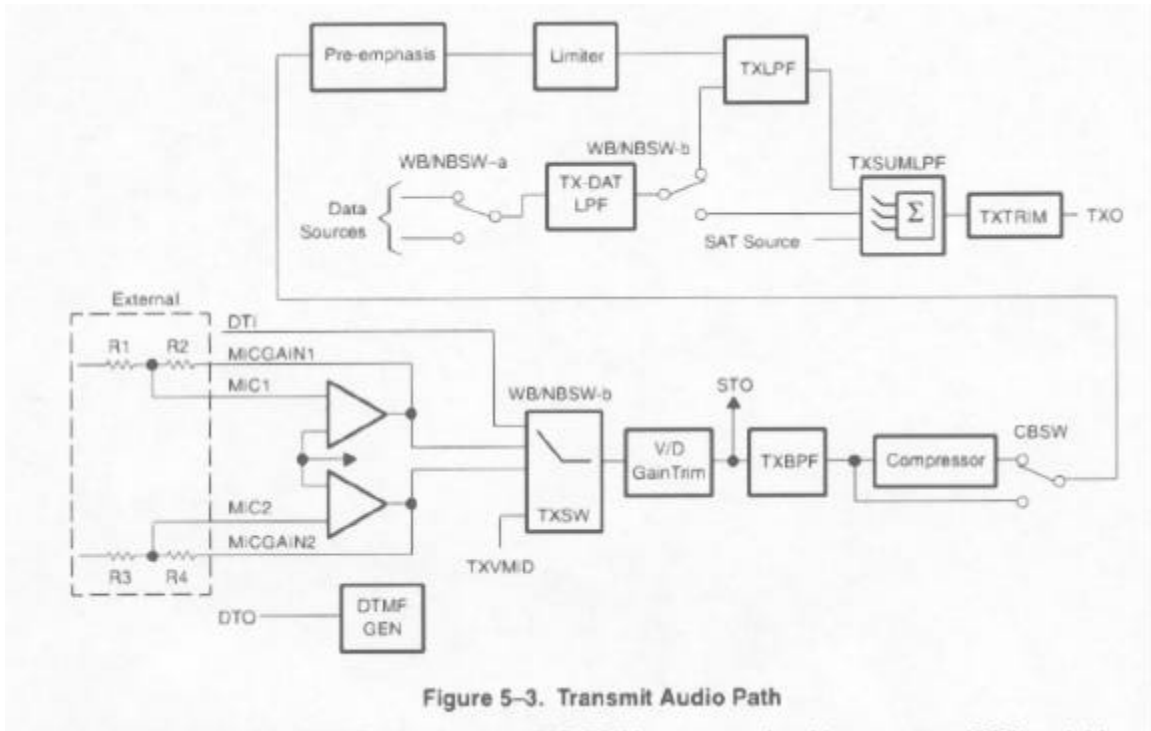 Pre-emphasis
Limiter
TXLPF
WB/NBSW-a
WB/NBSW-b
TXSUMLPF
Data
Sources
TX-DAT
LPF
Σ
TXTRIM
TXO
SAT Source
External
DTI
R1
R2
MICGAIN1
MIC1
WB/NBSW-b
STO
CBSW
V/D
GainTrim
TXBPF
Compressor
MIC2
TXSW
MICGAIN2
TXVMID
R3
R4
DTO
DTMF
GEN
Figure 5–3. Transmit Audio Path